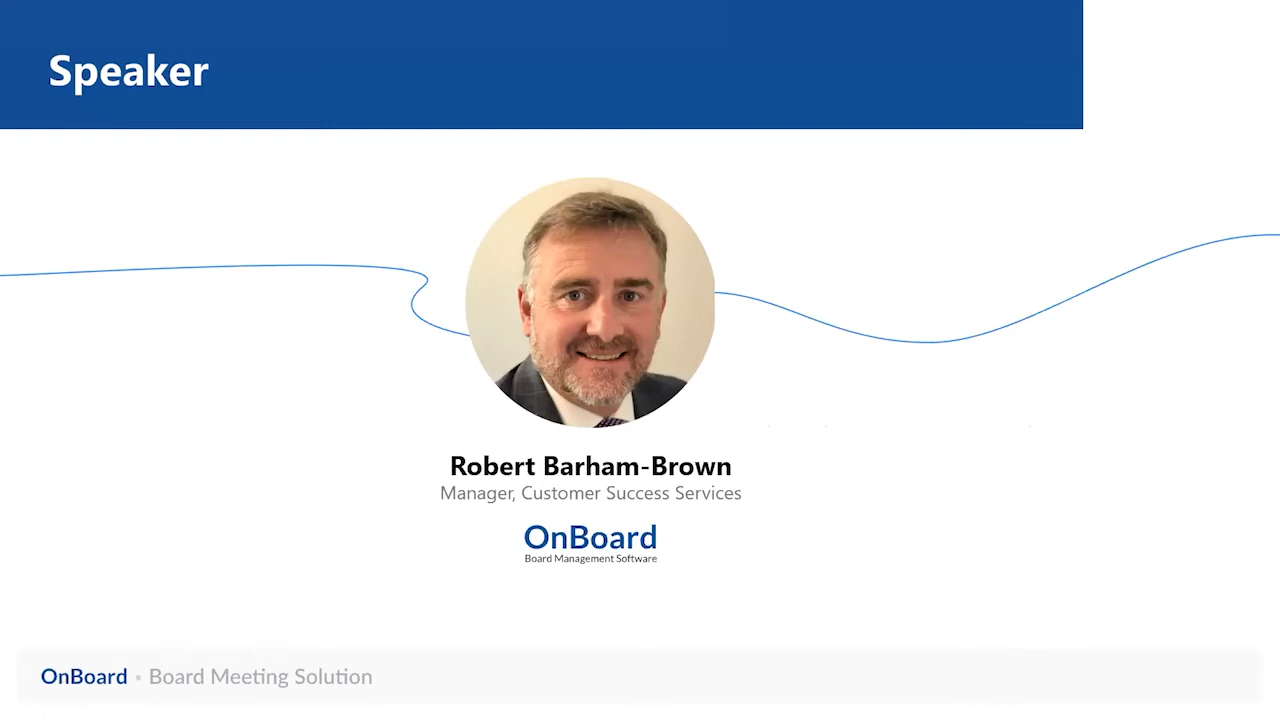 Speaker
Robert Barham-Brown
Manager, Customer Success Services
OnBoard
Board Management Software
OnBoard • Board Meeting Solution